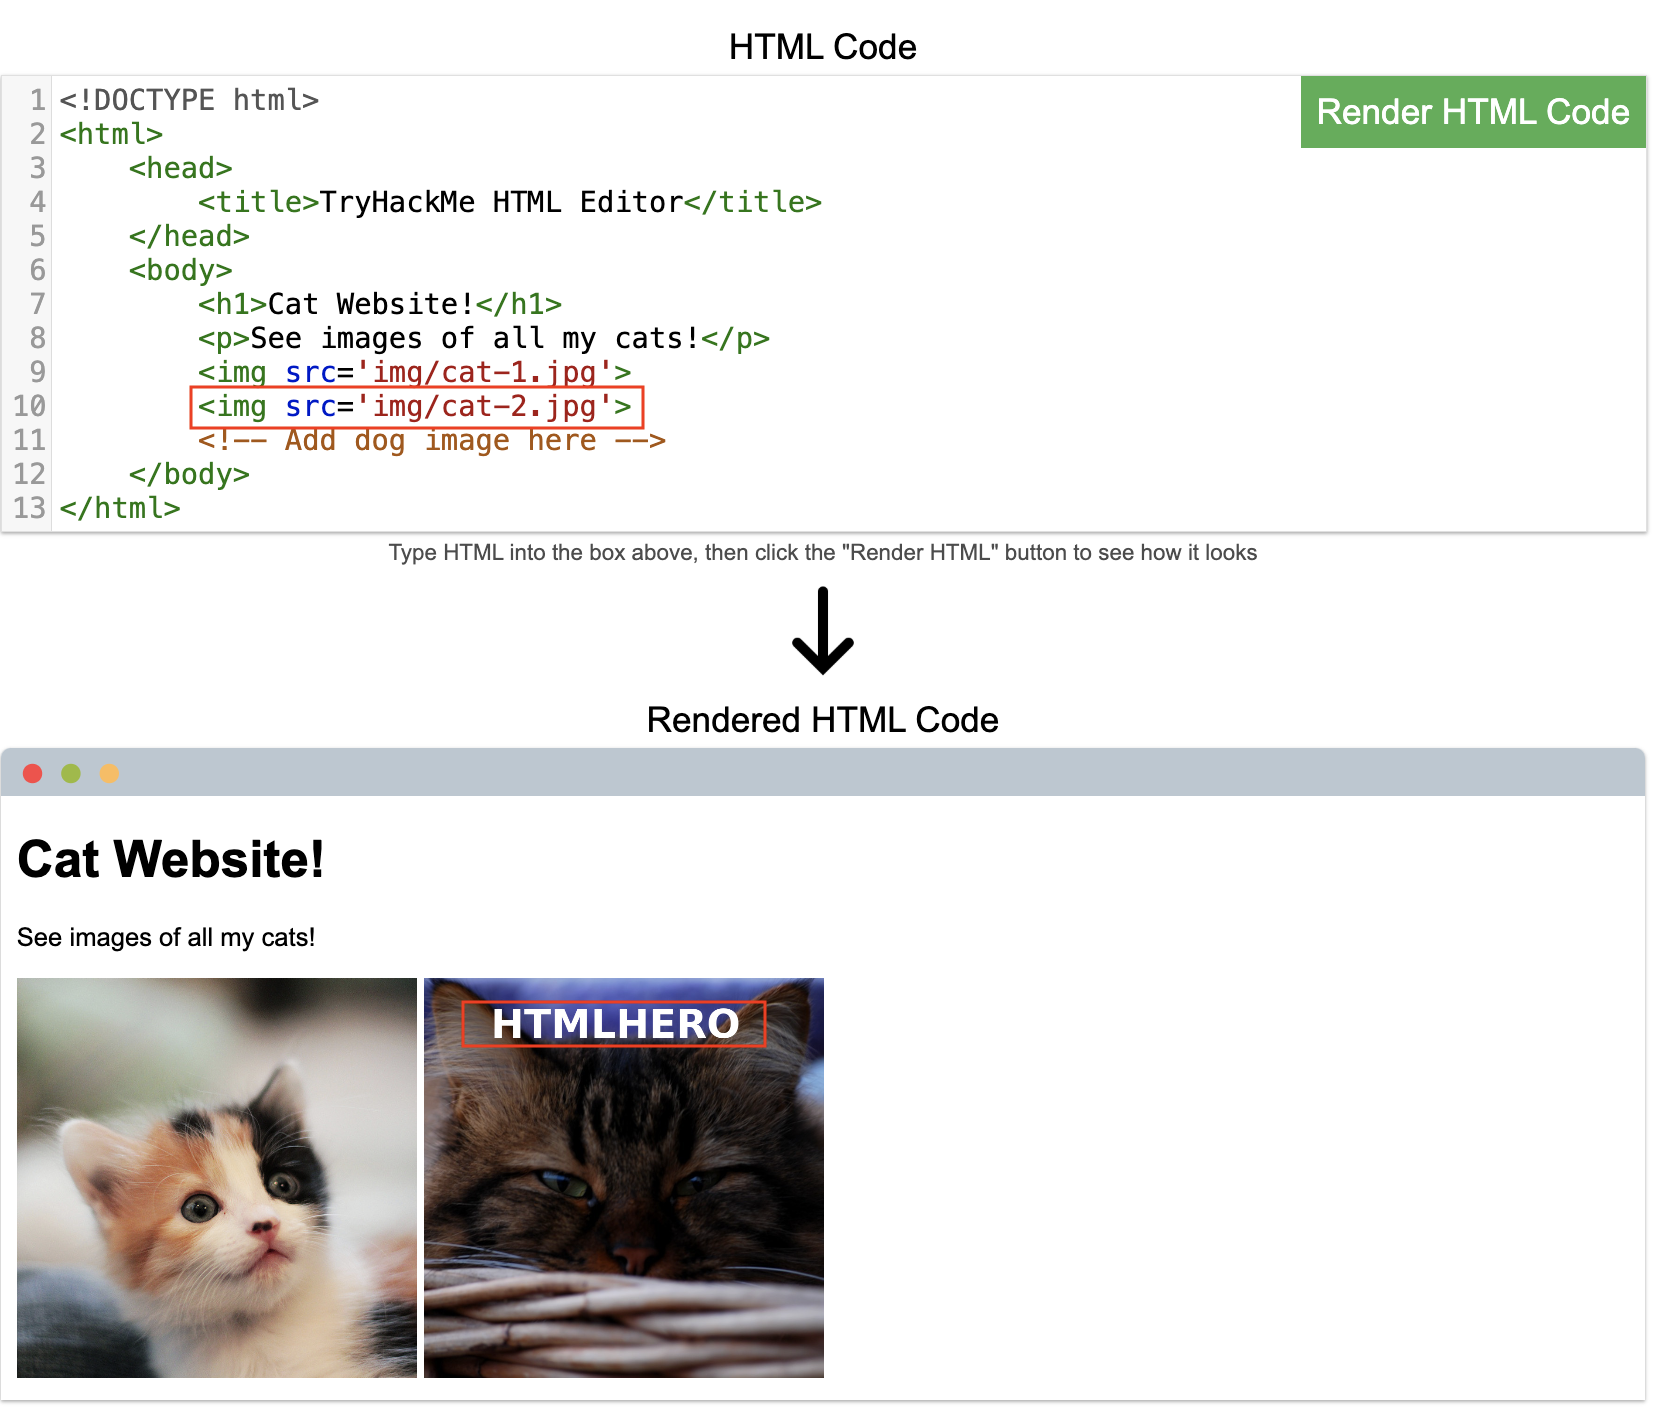 HTML Code
Render HTML Code
1 <!DOCTYPE html>
2 <html>
3     <head>
4         <title>TryHackMe HTML Editor</title>
5     </head>
6     <body>
7         <h1>Cat Website!</h1>
8         <p>See images of all my cats!</p>
9         <img src='img/cat-1.jpg'>
10         <img src='img/cat-2.jpg'>
11         <!-- Add dog image here -->
12     </body>
13 </html>
Type HTML into the box above, then click the "Render HTML" button to see how it looks
Rendered HTML Code
Cat Website!
See images of all my cats!
HTMLHERO